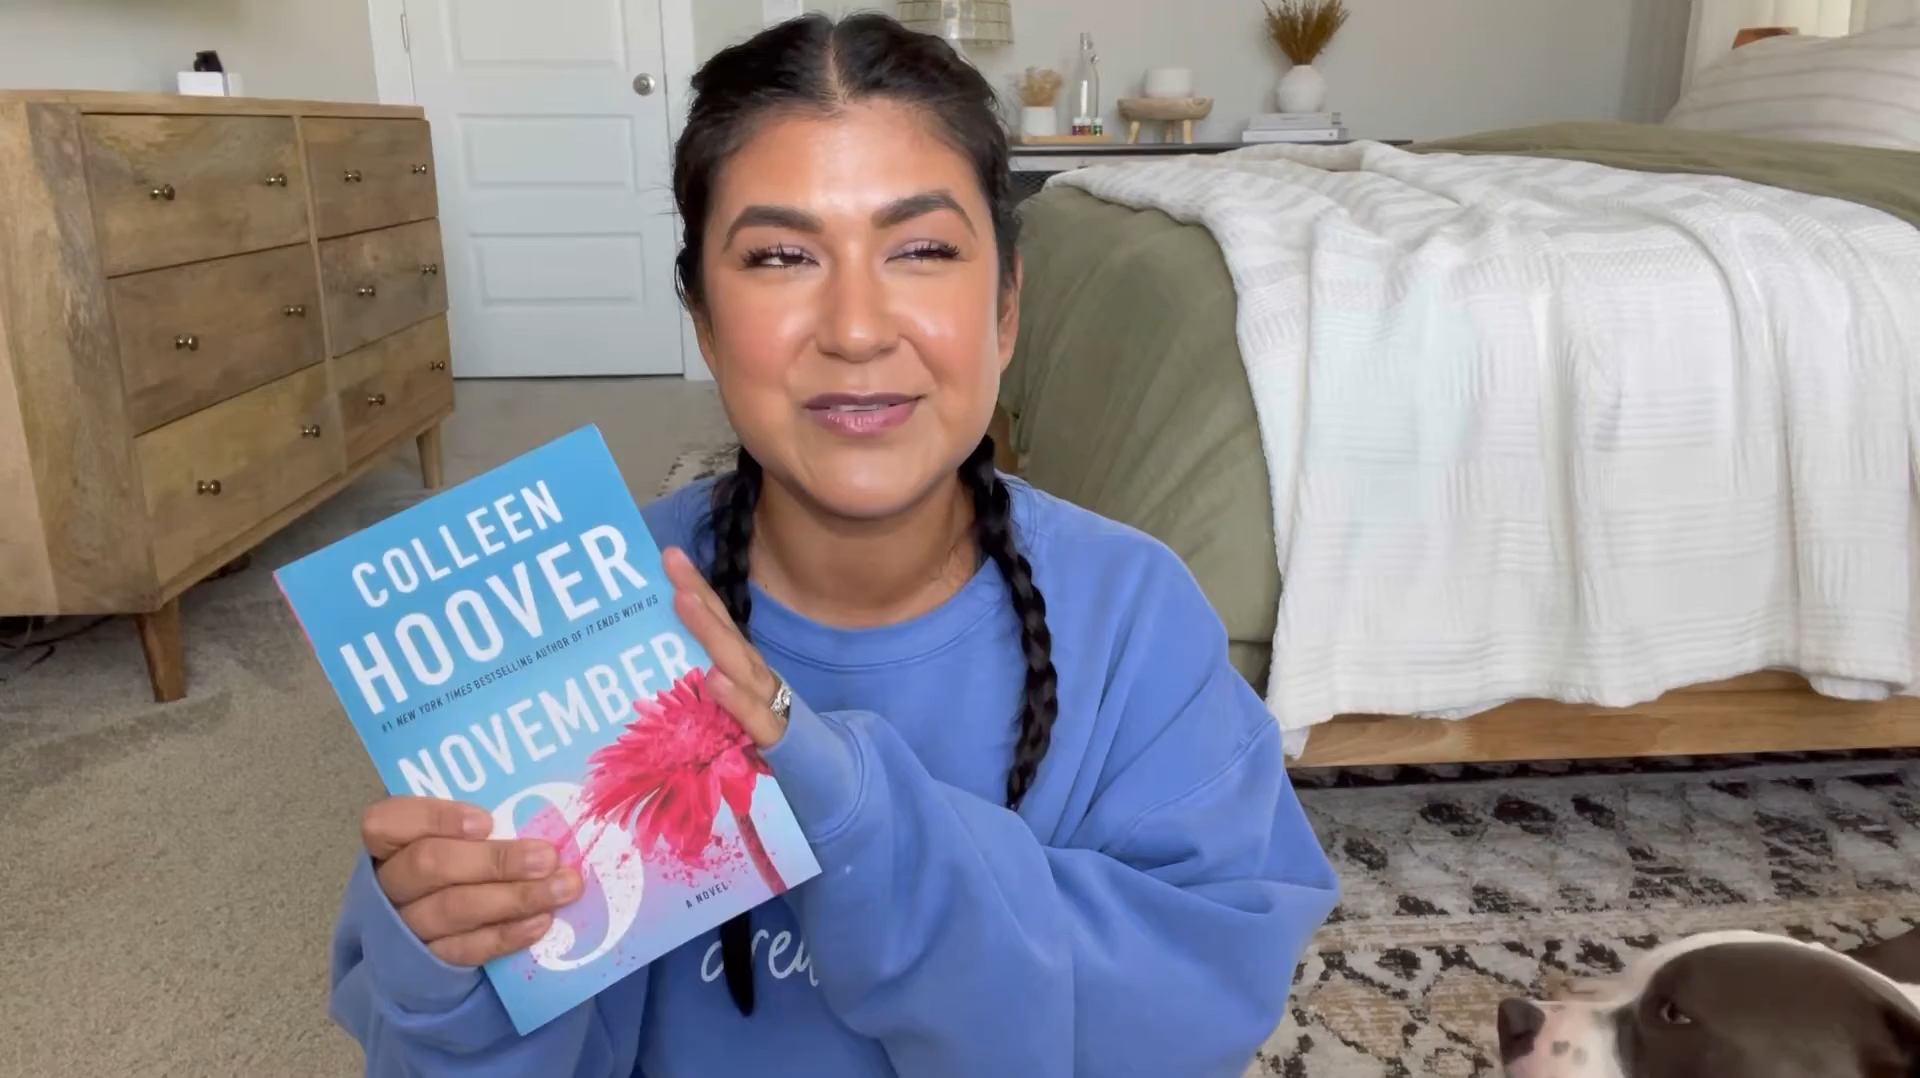 COLLEEN
HOOVER
#1 NEW YORK TIMES BESTSELLING AUTHOR OF IT ENDS WITH US
NOVEMBER
9
A NOVEL